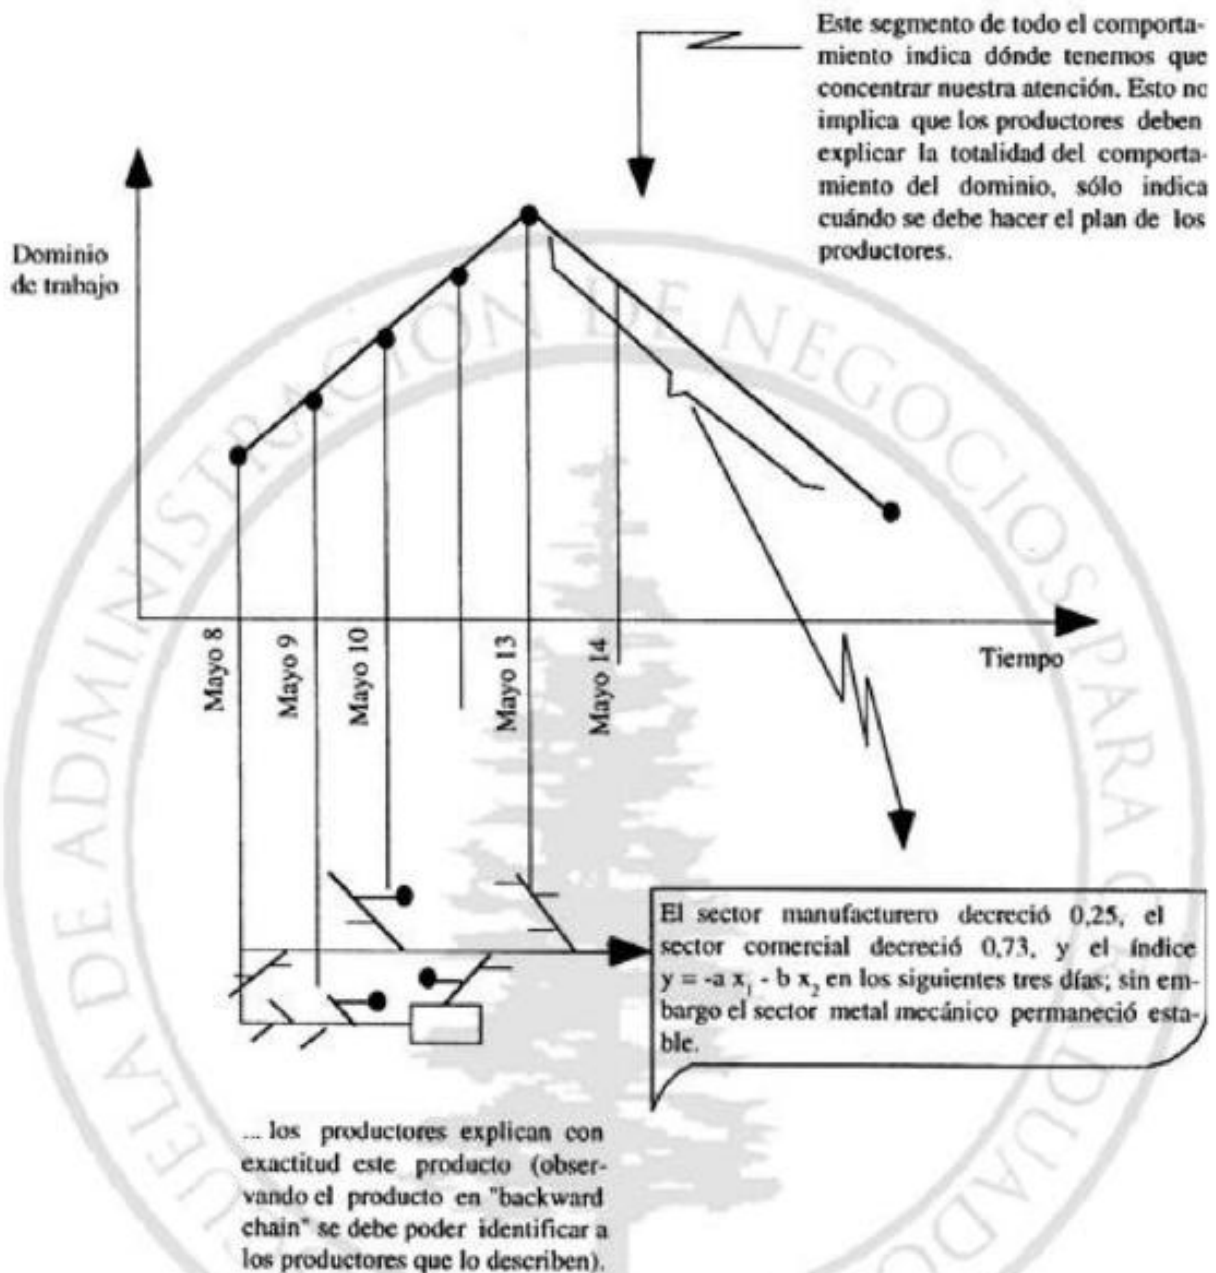 Este segmento de todo el comporta-
miento indica dónde tenemos que
concentrar nuestra atención. Esto no
implica que los productores deben
explicar la totalidad del comporta-
miento del dominio, sólo indica
cuándo se debe hacer el plan de los
productores.
Dominio
de trabajo
Mayo 8
Mayo 9
Mayo 10
Mayo 13
Mayo 14
Tiempo
El sector manufacturero decreció 0,25, el
sector comercial decreció 0,73, y el índice
y = -a x₁ - b x₂ en los siguientes tres días; sin em-
bargo el sector metal mecánico permaneció esta-
ble.
... los productores explican con
exactitud este producto (obser-
vando el producto en "backward
chain" se debe poder identificar a
los productores que lo describen).
DE ADMINISTRACION DE NEGOCIOS PARA